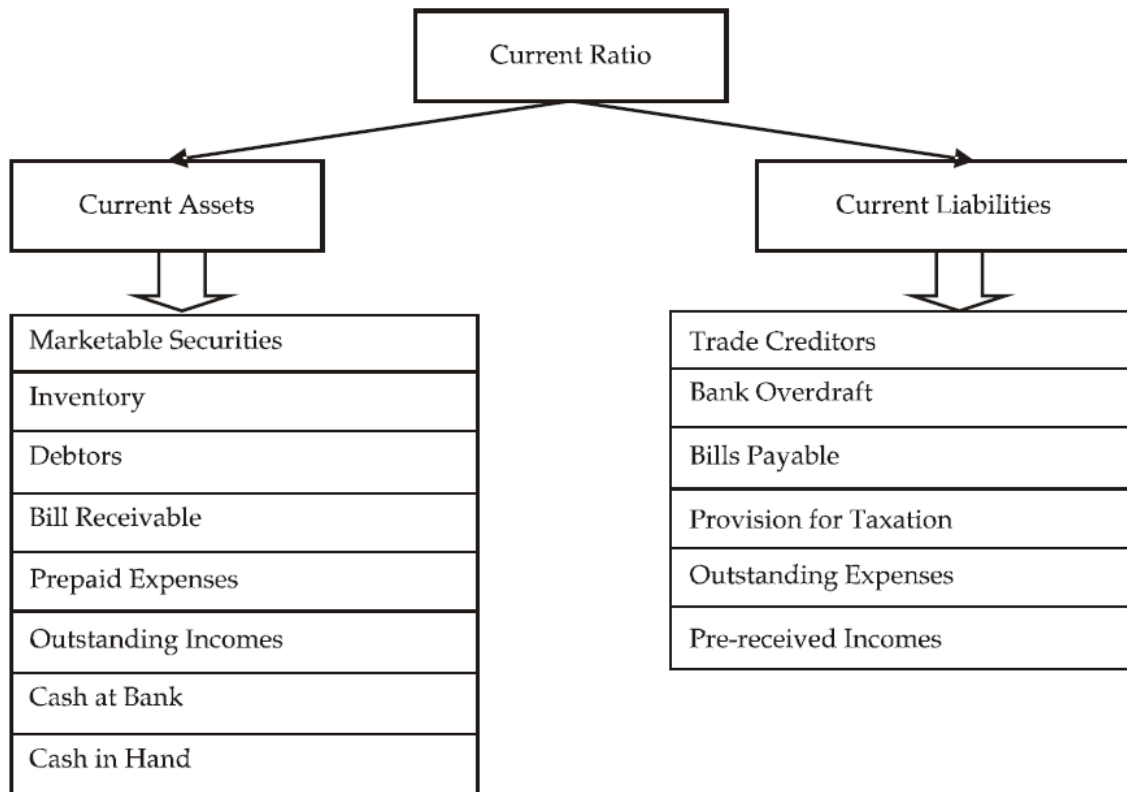 Current Ratio
Current Assets
Current Liabilities
Marketable Securities
Inventory
Debtors
Bill Receivable
Prepaid Expenses
Outstanding Incomes
Cash at Bank
Cash in Hand
Trade Creditors
Bank Overdraft
Bills Payable
Provision for Taxation
Outstanding Expenses
Pre-received Incomes